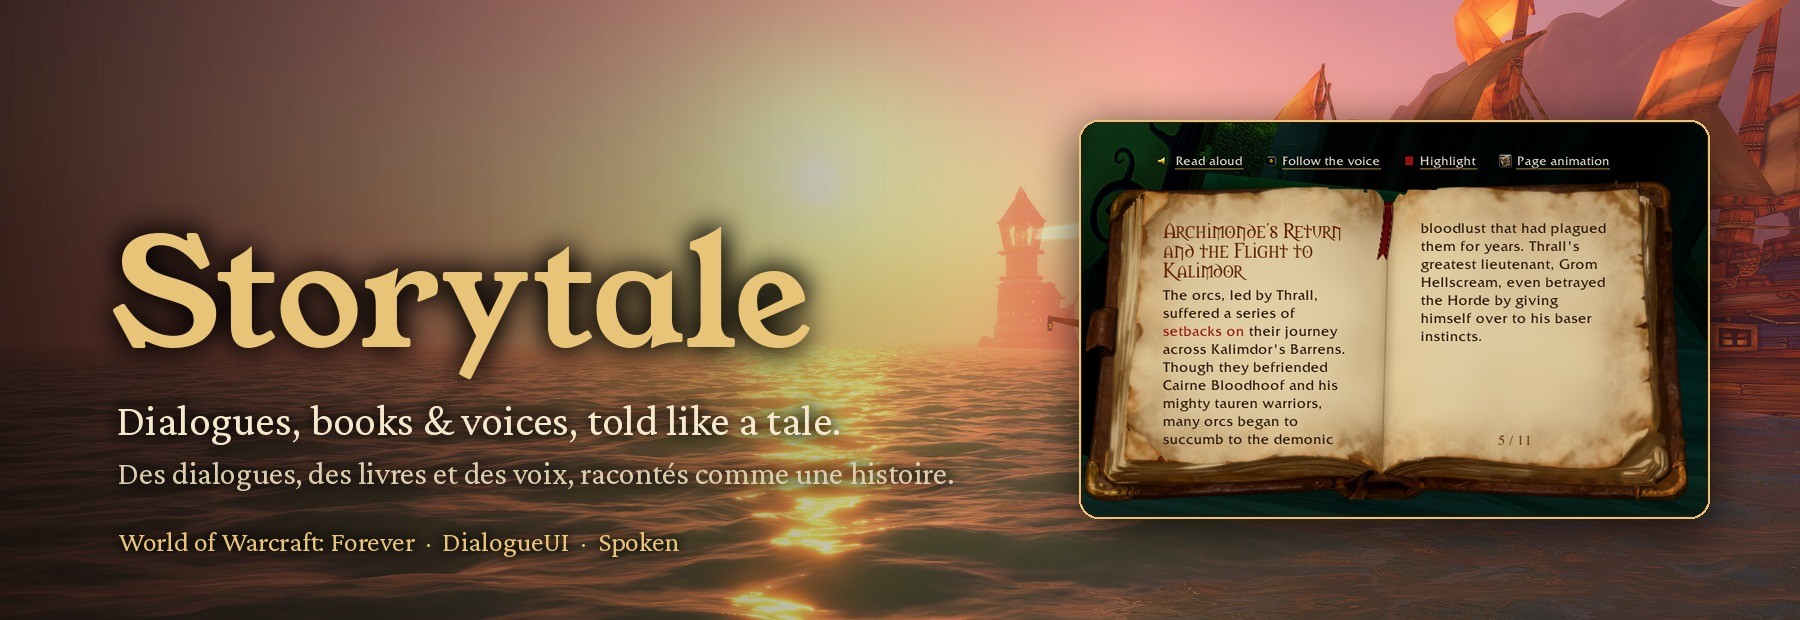 Storytale
Dialogues, books & voices, told like a tale.
Des dialogues, des livres et des voix, racontés comme une histoire.
World of Warcraft: Forever · DialogueUI · Spoken
Read aloud Follow the voice Highlight Page animation
Archimonde's Return
and the Flight to
Kalimdor
The orcs, led by Thrall,
suffered a series of
setbacks on their journey
across Kalimdor's Barrens.
Though they befriended
Cairne Bloodhoof and his
mighty tauren warriors,
many orcs began to
succumb to the demonic
bloodlust that had plagued
them for years. Thrall's
greatest lieutenant, Grom
Hellscream, even betrayed
the Horde by giving
himself over to his baser
instincts.
5 / 11